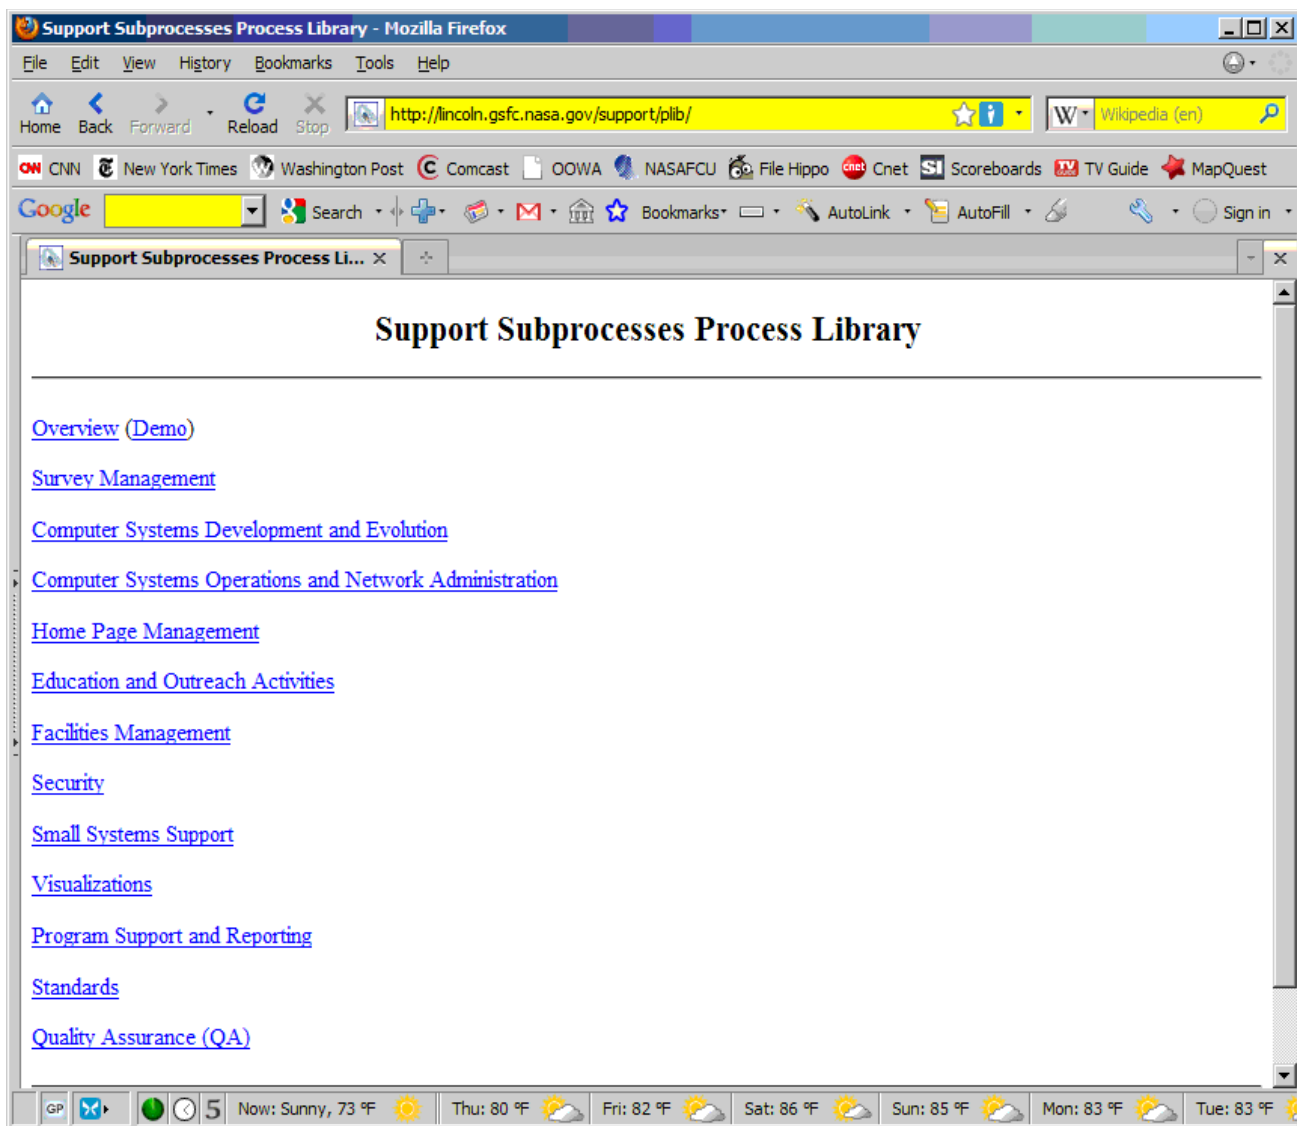 Support Subprocesses Process Library - Mozilla Firefox
File Edit View History Bookmarks Tools Help
Home Back Forward Reload Stop http://lincoln.gsfc.nasa.gov/support/plib/ W Wikipedia (en)
CNN CNN New York Times Washington Post C Comcast OOWA NASAFCU File Hippo cnet Cnet SI Scoreboards TV TV Guide MapQuest
Google Search Bookmarks AutoLink AutoFill Sign in
Support Subprocesses Process Li...
Support Subprocesses Process Library
Overview (Demo)
Survey Management
Computer Systems Development and Evolution
Computer Systems Operations and Network Administration
Home Page Management
Education and Outreach Activities
Facilities Management
Security
Small Systems Support
Visualizations
Program Support and Reporting
Standards
Quality Assurance (QA)
GP 5 Now: Sunny, 73 °F Thu: 80 °F Fri: 82 °F Sat: 86 °F Sun: 85 °F Mon: 83 °F Tue: 83 °F